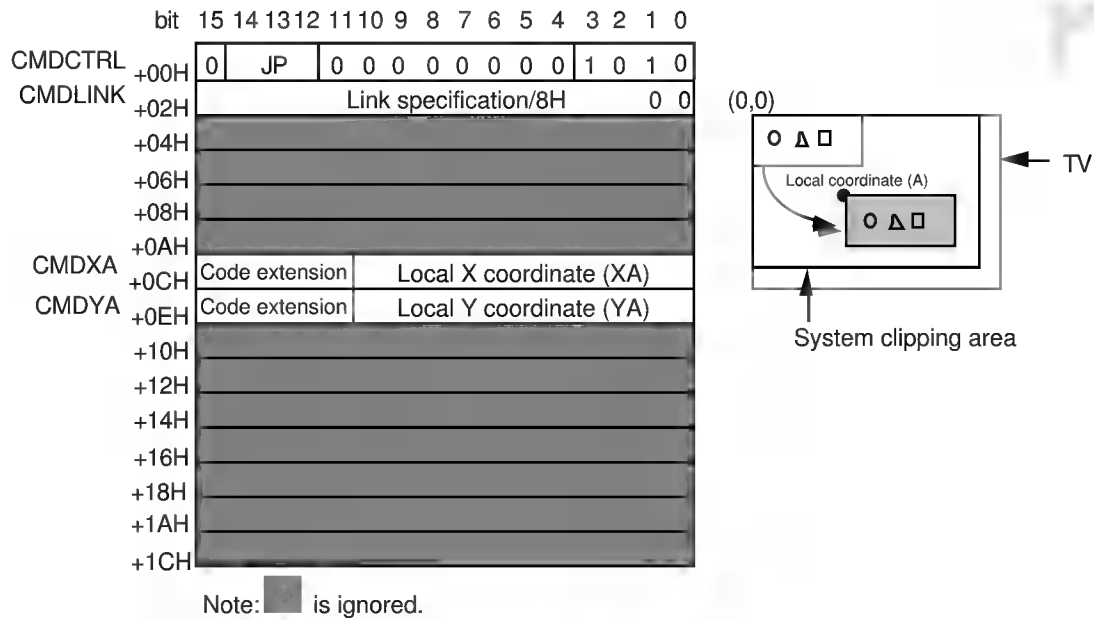 bit 15 14 13 12 11 10 9 8 7 6 5 4 3 2 1 0
CMDCTRL +00H 0 JP 0 0 0 0 0 0 0 0 1 0 1 0
CMDLINK +02H Link specification/8H 0 0
+04H
+06H
+08H
+0AH
CMDXA +0CH Code extension Local X coordinate (XA)
CMDYA +0EH Code extension Local Y coordinate (YA)
+10H
+12H
+14H
+16H
+18H
+1AH
+1CH
Note: is ignored.
(0,0)
TV
Local coordinate (A)
System clipping area